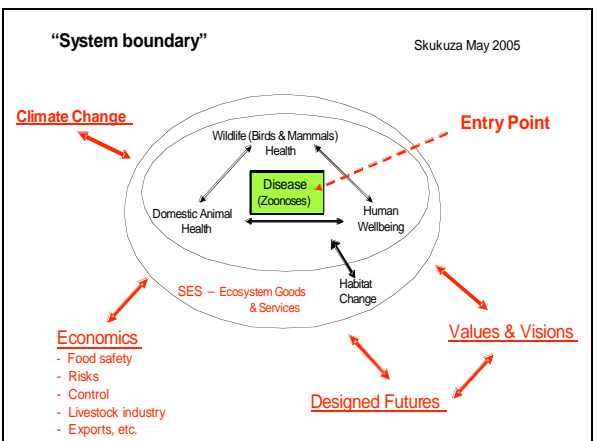 “System boundary”
Skukuza May 2005
Climate Change
Entry Point
Wildlife (Birds & Mammals)
Health
Disease
(Zoonoses)
Domestic Animal
Health
Human
Wellbeing
SES – Ecosystem Goods
& Services
Habitat
Change
Economics
- Food safety
- Risks
- Control
- Livestock industry
- Exports, etc.
Values & Visions
Designed Futures